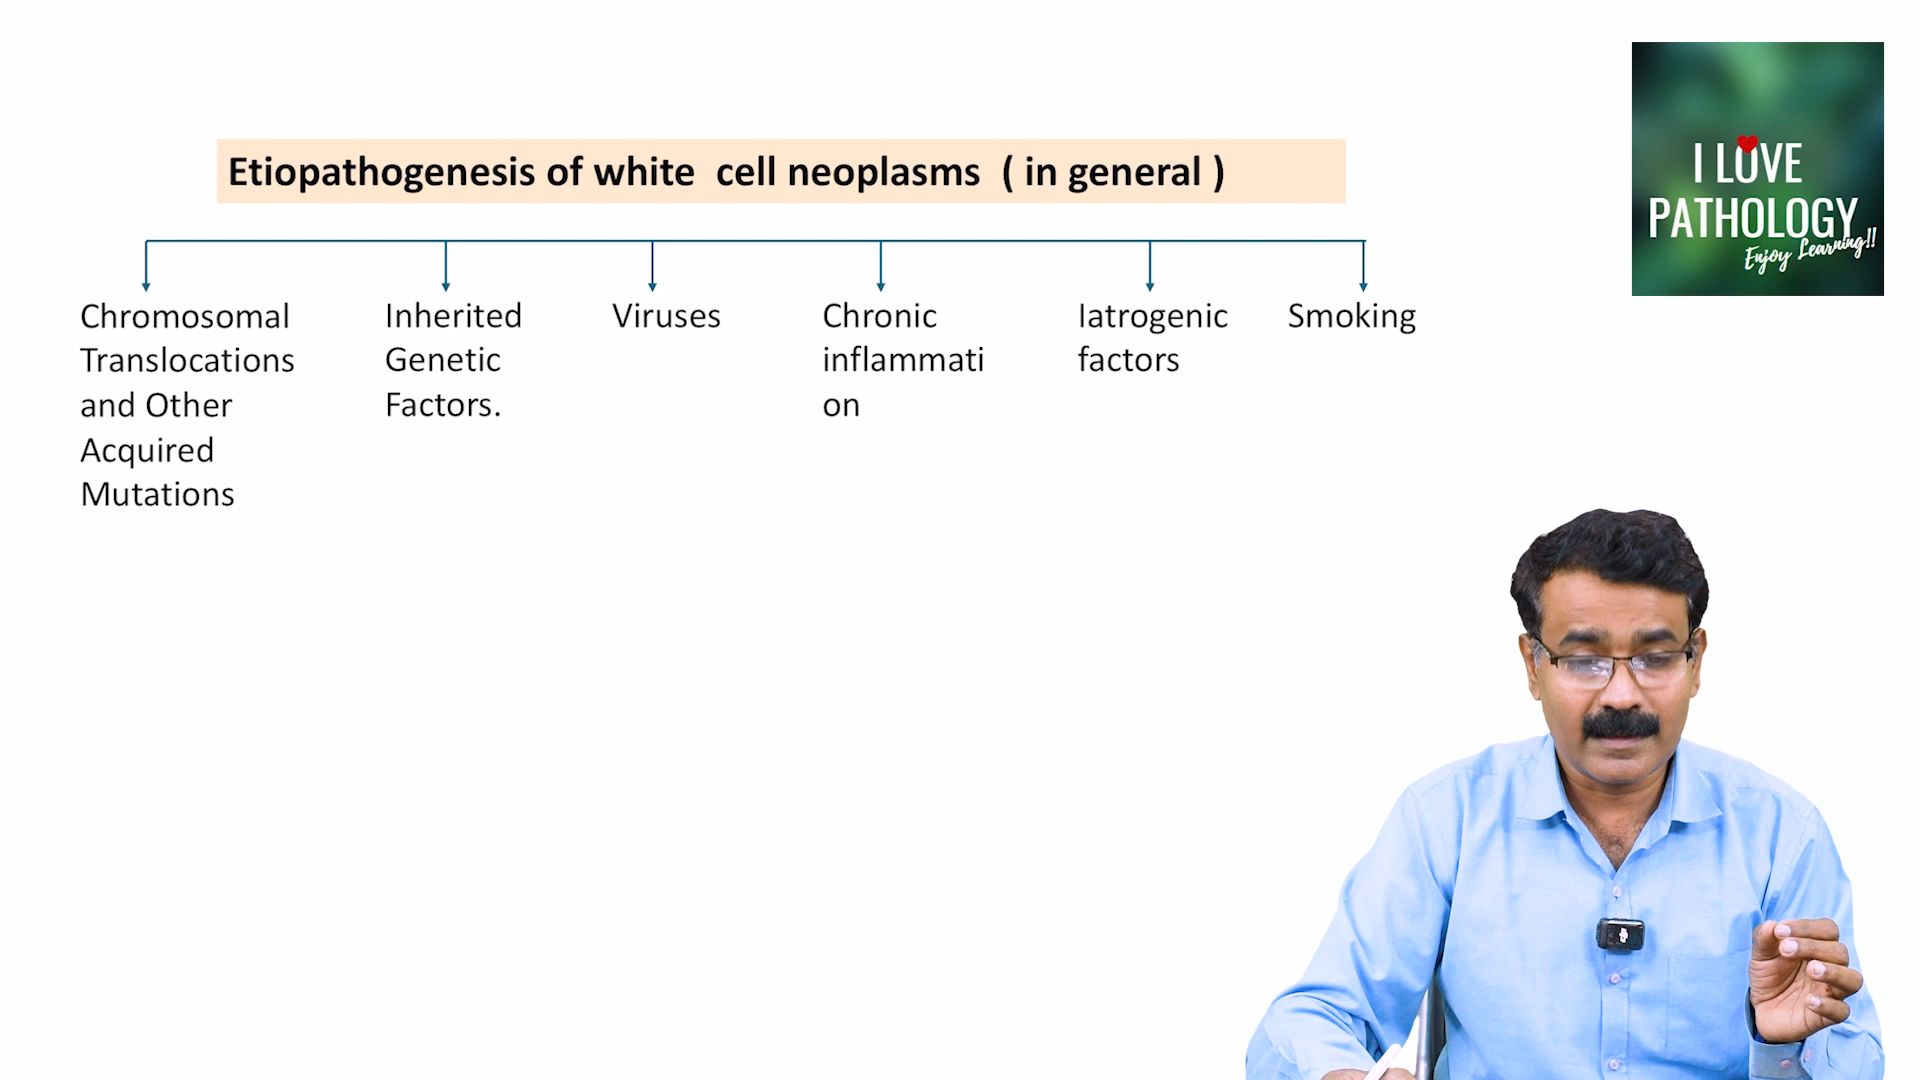 Etiopathogenesis of white  cell neoplasms  ( in general )
Chromosomal
Translocations
and Other
Acquired
Mutations
Inherited
Genetic
Factors.
Viruses
Chronic
inflammati
on
Iatrogenic
factors
Smoking
I LOVE
PATHOLOGY
Enjoy Learning!!